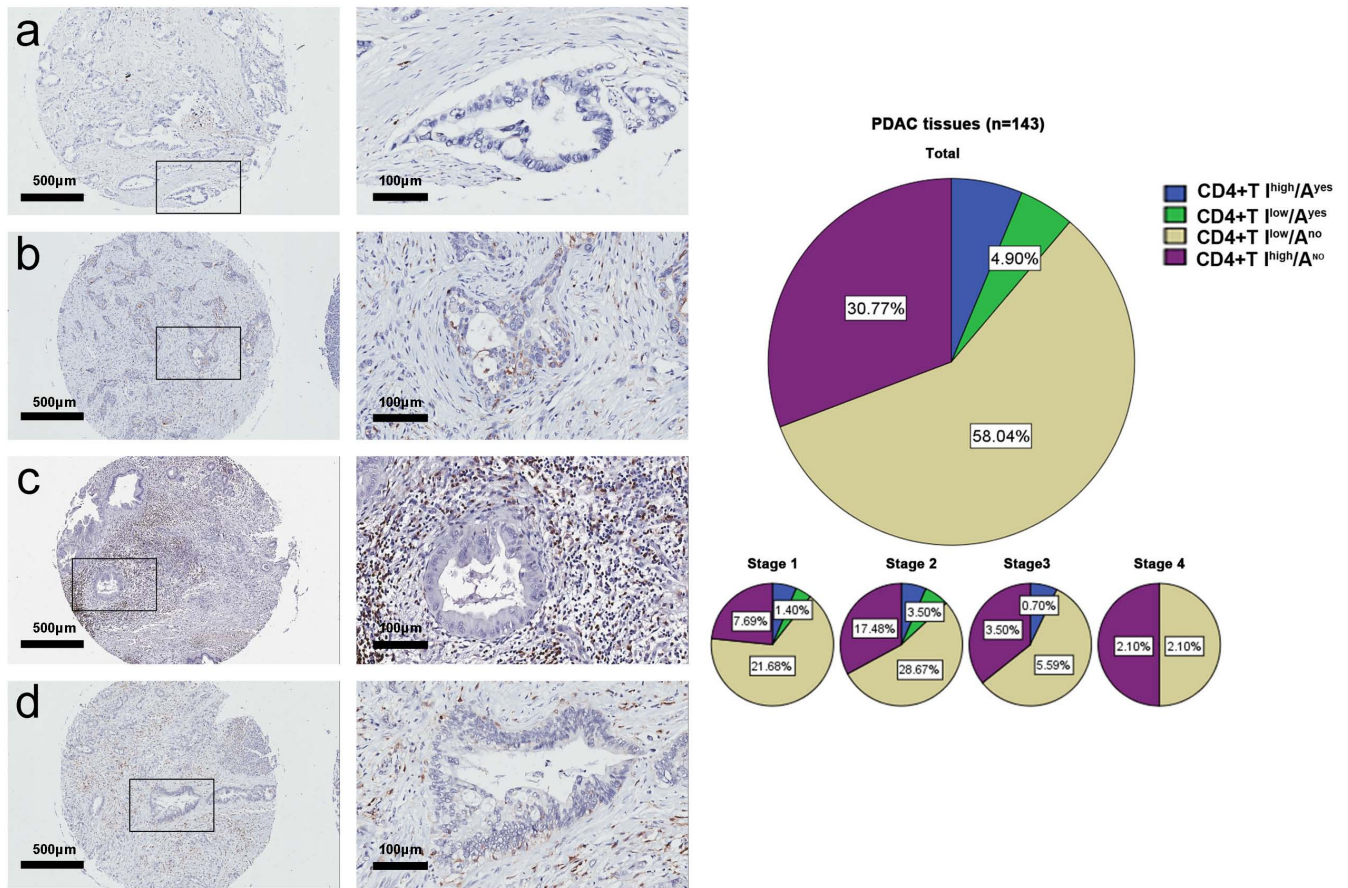 a
500µm
100µm
b
500µm
100µm
c
500µm
100µm
d
500µm
100µm
PDAC tissues (n=143)
Total
4.90%
30.77%
58.04%
CD4+T Ihigh/Ayes
CD4+T Ilow/Ayes
CD4+T Ilow/Ano
CD4+T Ihigh/ANO
Stage 1
1.40%
7.69%
21.68%
Stage 2
3.50%
17.48%
28.67%
Stage3
0.70%
3.50%
5.59%
Stage 4
2.10%
2.10%